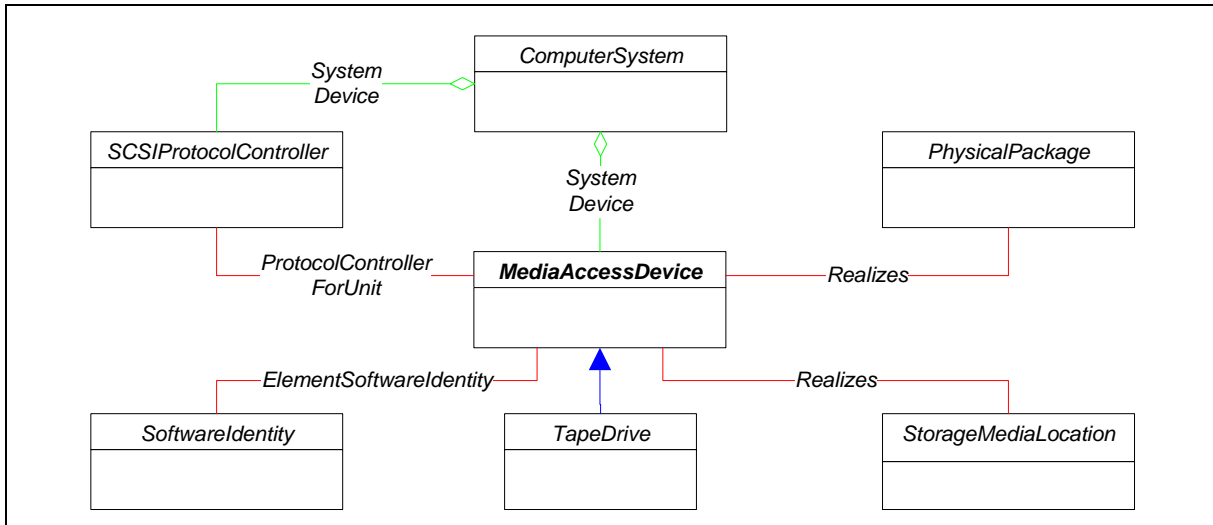 ComputerSystem
System
Device
SCSIProtocolController
PhysicalPackage
System
Device
ProtocolController
ForUnit
MediaAccessDevice
Realizes
ElementSoftwareIdentity
Realizes
SoftwareIdentity
TapeDrive
StorageMediaLocation